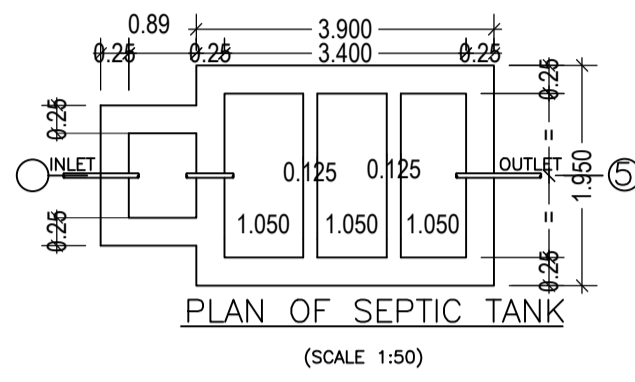 0.89
3.900
0.25 0.25 3.400 0.25
0.25
0.25
=
INLET
OUTLET
5
0.125 0.125
1.950
1.050 1.050 1.050
=
0.25
0.25
PLAN OF SEPTIC TANK
(SCALE 1:50)